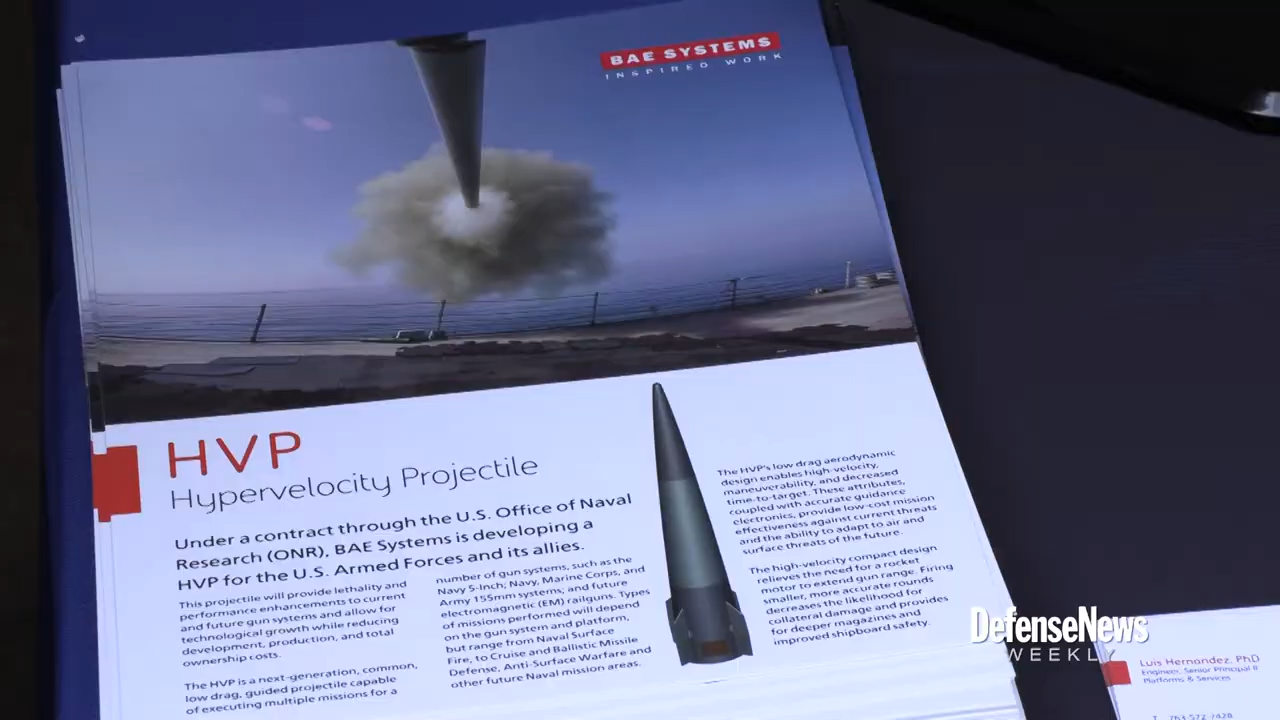 BAE SYSTEMS
INSPIRED WORK
HVP
Hypervelocity Projectile
Under a contract through the U.S. Office of Naval
Research (ONR), BAE Systems is developing a
HVP for the U.S. Armed Forces and its allies.
This projectile will provide lethality and
performance enhancements to current
and future gun systems and allow for
technological growth while reducing
development, production, and total
ownership costs.
The HVP is a next-generation, common,
low drag, guided projectile capable
of executing multiple missions for a
number of gun systems, such as the
Navy 5-Inch; Navy, Marine Corps, and
Army 155mm systems; and future
electromagnetic (EM) railguns. Types
of missions performed will depend
on the gun system and platform,
but range from Naval Surface
Fire, to Cruise and Ballistic Missile
Defense, Anti-Surface Warfare and
other future Naval mission areas.
The HVP's low drag aerodynamic
design enables high-velocity,
maneuverability, and decreased
time-to-target. These attributes,
coupled with accurate guidance
electronics, provide low-cost mission
effectiveness against current threats
and the ability to adapt to air and
surface threats of the future.
The high-velocity compact design
relieves the need for a rocket
motor to extend gun range. Firing
smaller, more accurate rounds
decreases the likelihood for
collateral damage and provides
for deeper magazines and
improved shipboard safety.
DefenseNews
WEEKLY
Luis Hernandez, PhD
Engineer, Senior Principal II
Platforms & Services
T 763-572-7428